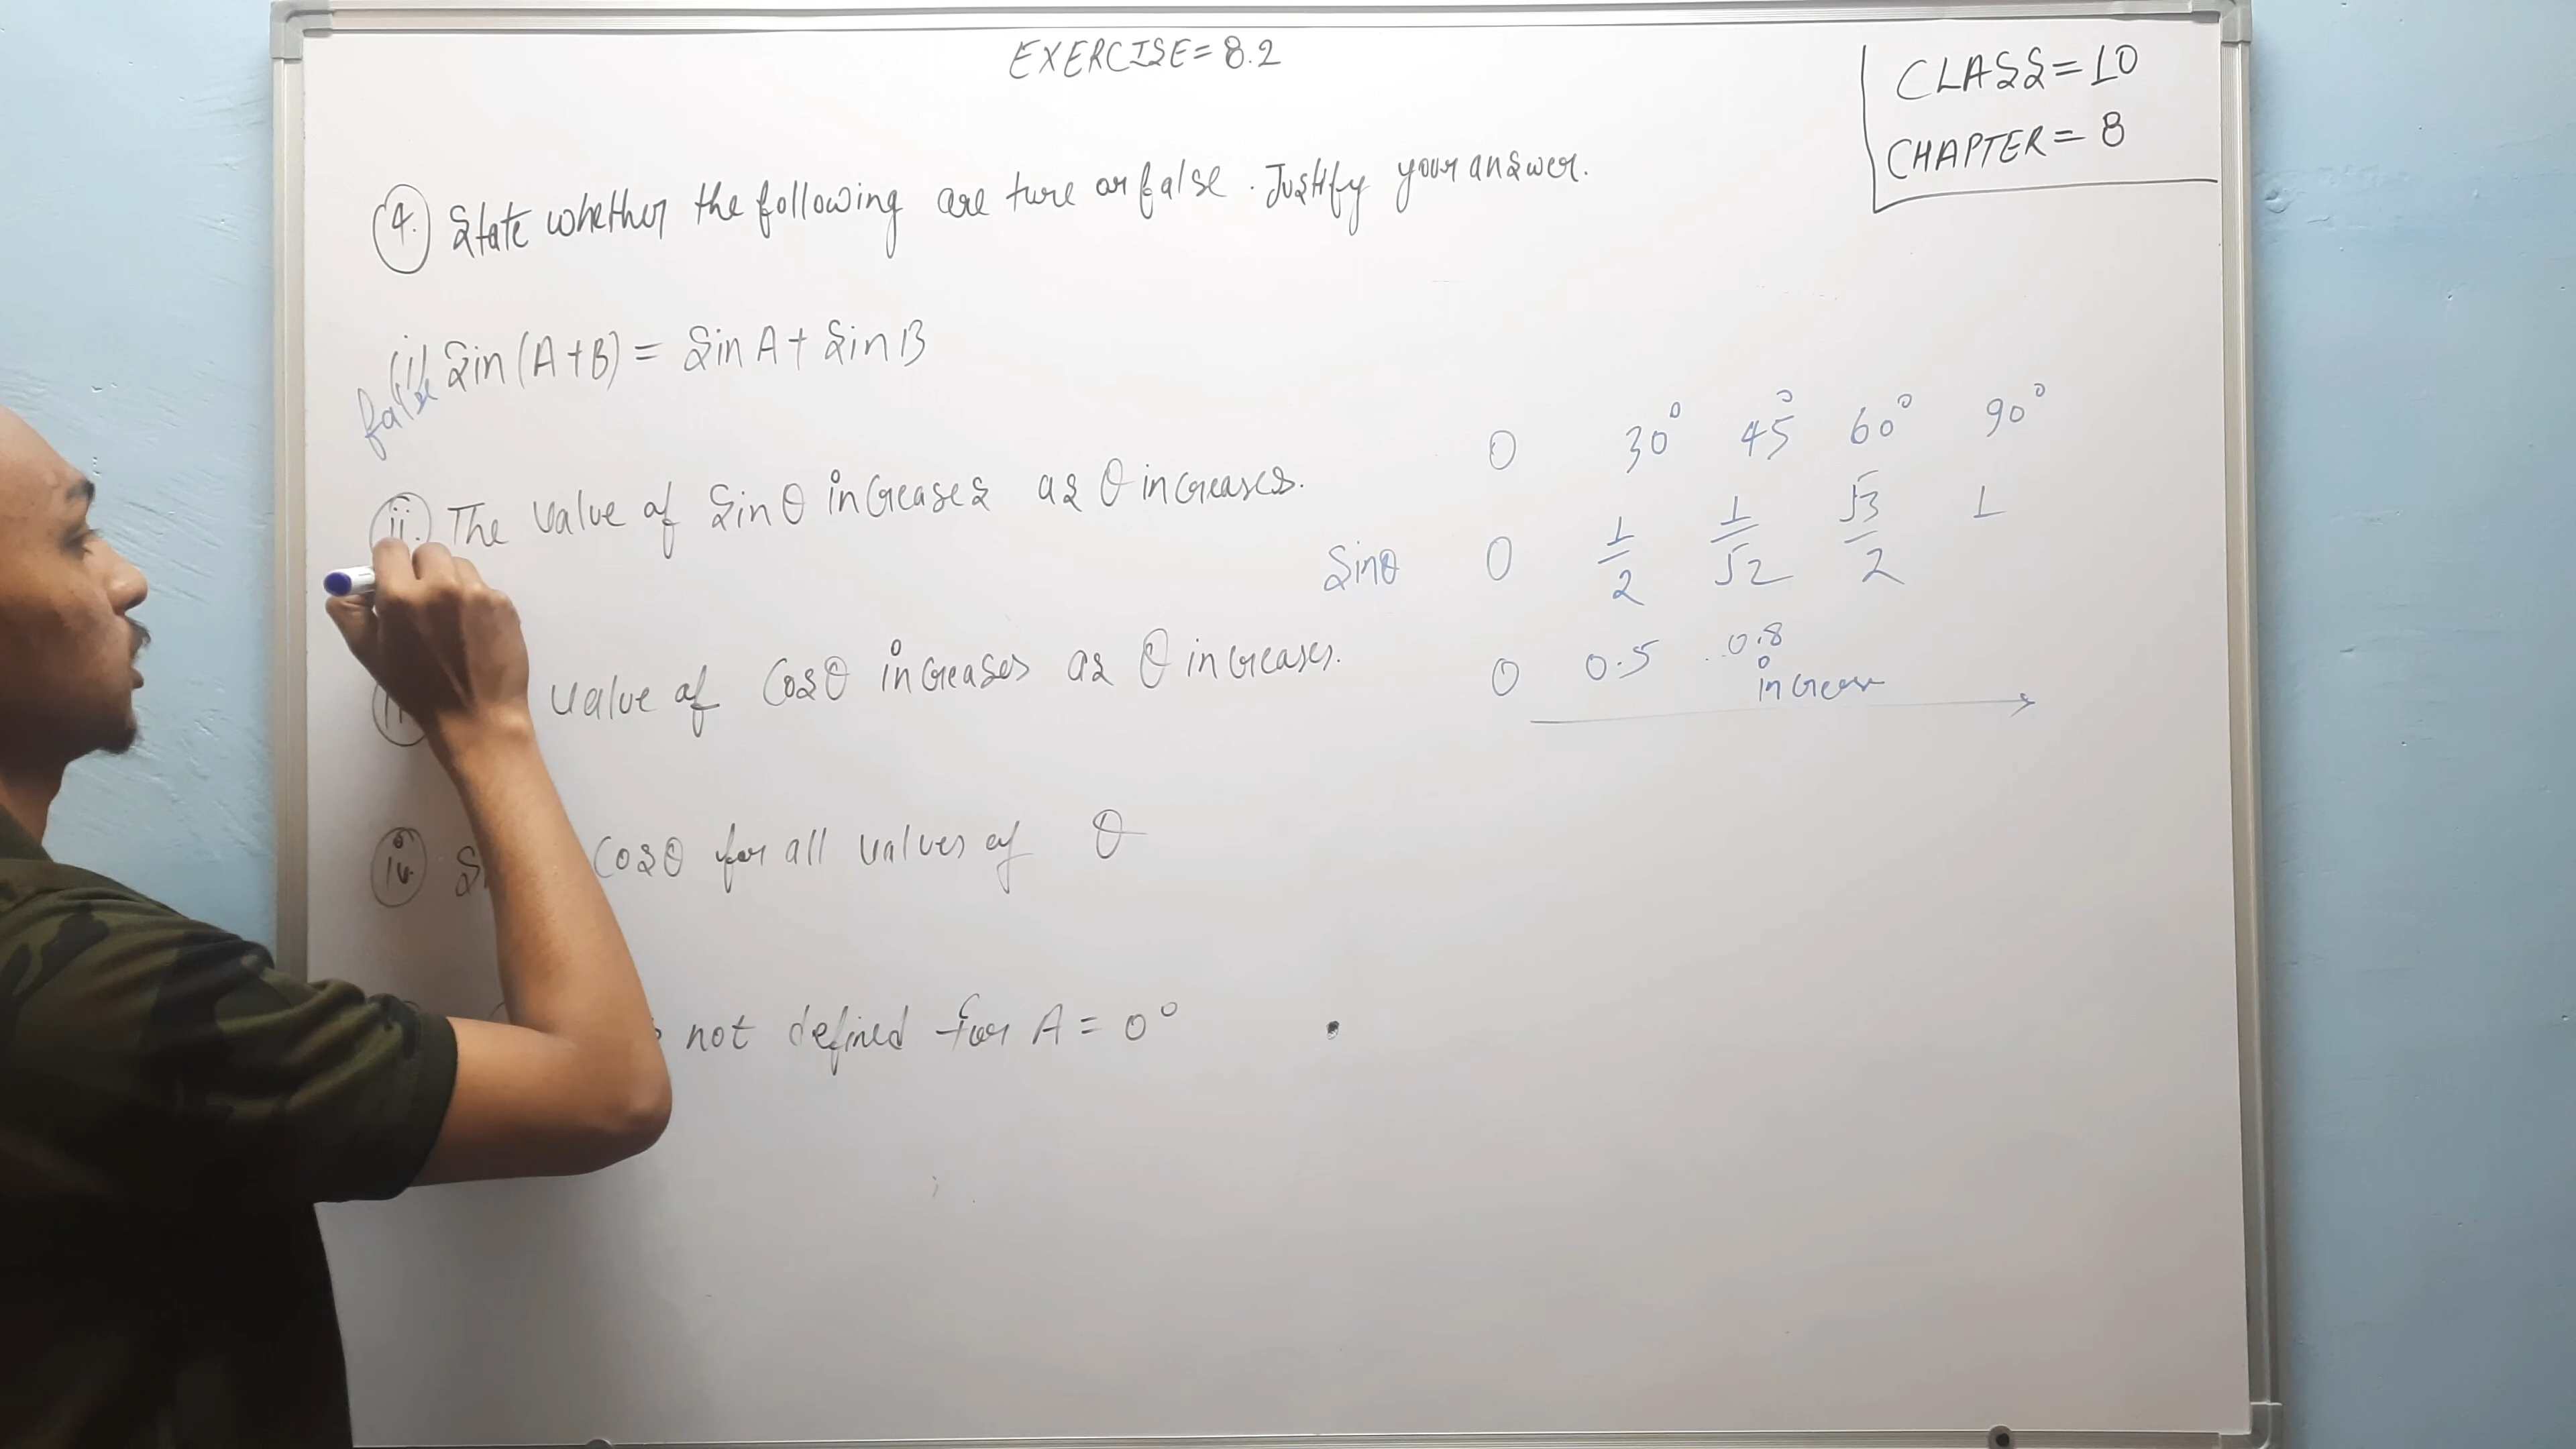 EXERCISE = 8.2
CLASS = 10
CHAPTER = 8
4. State whether the following are ture or false. Justify your answer.
(i) Sin (A+B) = Sin A + Sin B
false
ii. The value of Sin θ increases as θ increases.
value of Cos θ increases as θ increases.
iv. Cos θ for all values of θ
not defined for A = 0°
0 30° 45° 60° 90°
Sinθ 0 1/2 1/√2 √3/2 1
0 0.5 0.8
increase